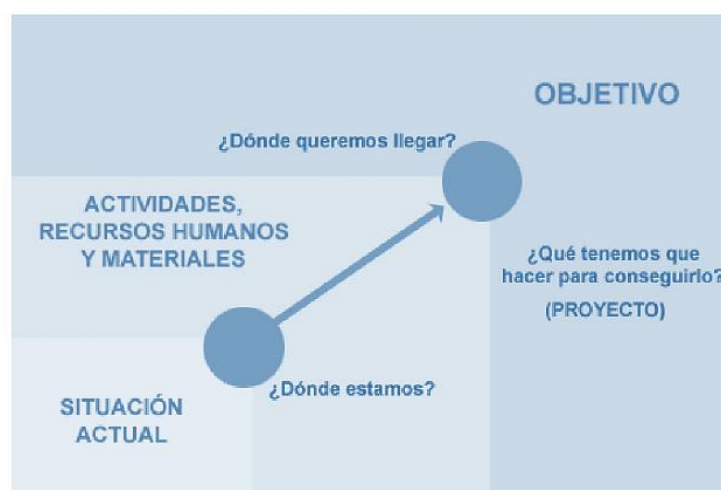 OBJETIVO
¿Dónde queremos llegar?
ACTIVIDADES,
RECURSOS HUMANOS
Y MATERIALES
¿Qué tenemos que
hacer para conseguirlo?
(PROYECTO)
¿Dónde estamos?
SITUACIÓN
ACTUAL